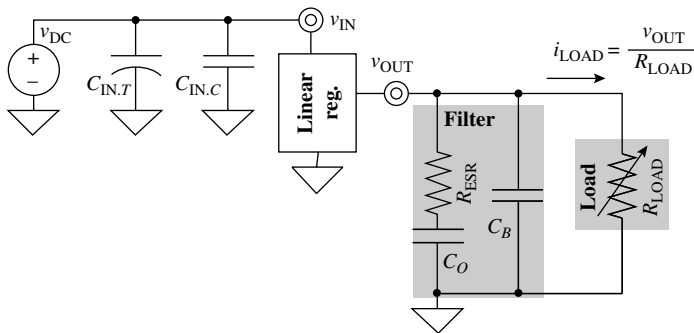 v_DC
+
−
C_IN.T
C_IN.C
v_IN
Linear
reg.
v_OUT
i_LOAD = v_OUT / R_LOAD
Filter
R_ESR
C_O
C_B
Load
R_LOAD